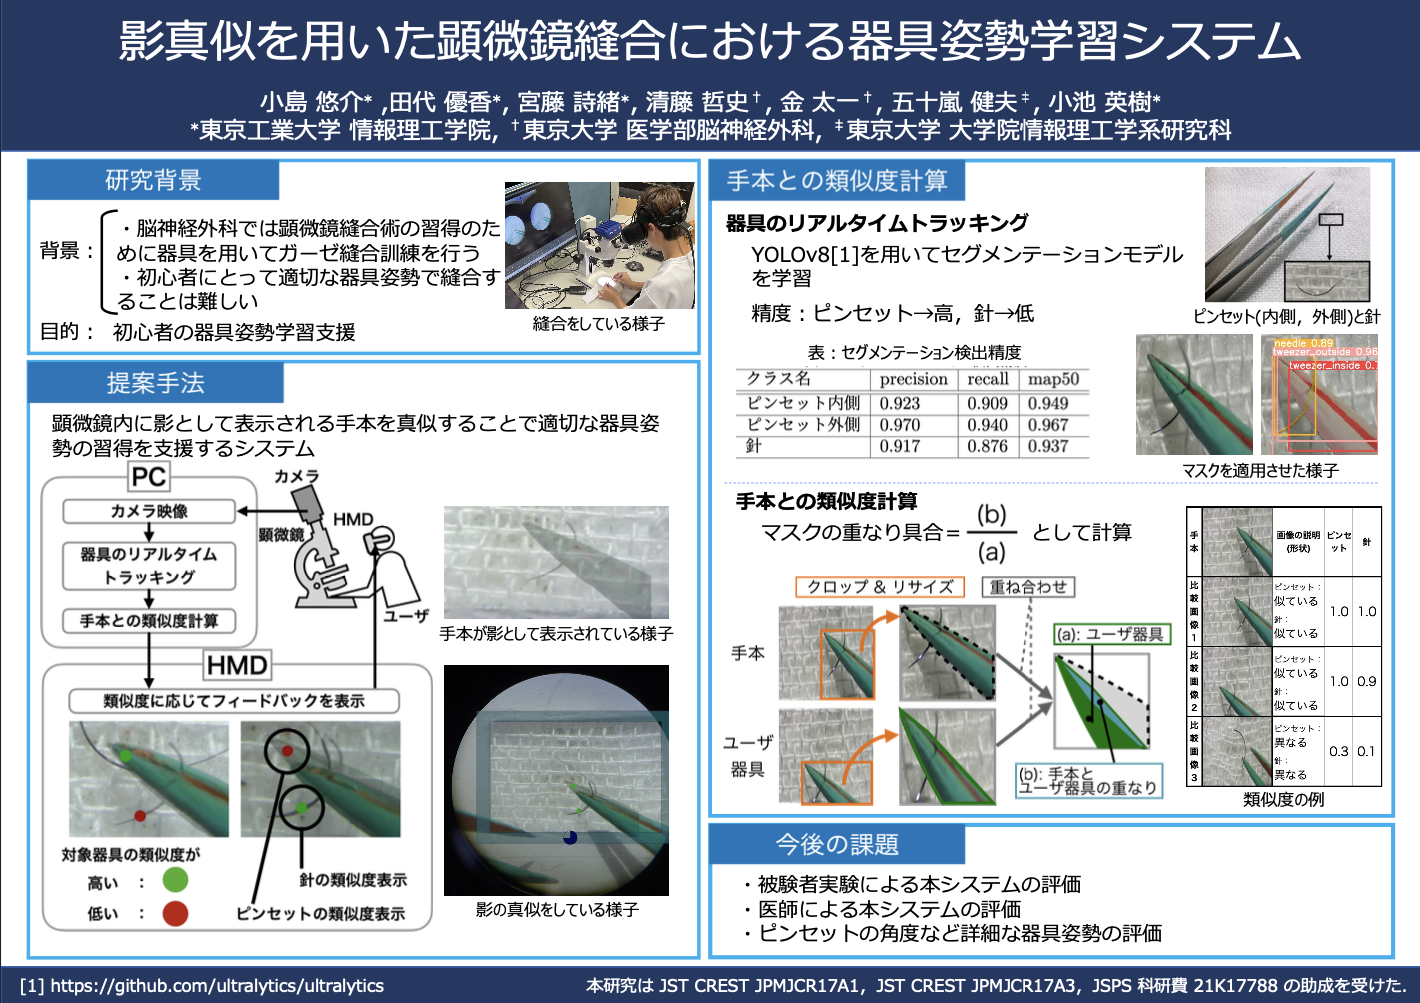 影真似を用いた顕微鏡縫合における器具姿勢学習システム
小島 悠介* ,田代 優香*, 宮藤 詩緒*, 清藤 哲史†, 金 太一†, 五十嵐 健夫‡, 小池 英樹*
*東京工業大学 情報理工学院, †東京大学 医学部脳神経外科, ‡東京大学 大学院情報理工学系研究科
研究背景
背景：
・脳神経外科では顕微鏡縫合術の習得のた
めに器具を用いてガーゼ縫合訓練を行う
・初心者にとって適切な器具姿勢で縫合す
ることは難しい
目的： 初心者の器具姿勢学習支援
縫合をしている様子
提案手法
顕微鏡内に影として表示される手本を真似することで適切な器具姿
勢の習得を支援するシステム
PC
カメラ映像
器具のリアルタイム
トラッキング
手本との類似度計算
カメラ
顕微鏡
HMD
ユーザ
HMD
類似度に応じてフィードバックを表示
対象器具の類似度が
高い ：
低い ：
針の類似度表示
ピンセットの類似度表示
手本が影として表示されている様子
影の真似をしている様子
手本との類似度計算
器具のリアルタイムトラッキング
YOLOv8[1]を用いてセグメンテーションモデル
を学習
精度：ピンセット→高，針→低
表：セグメンテーション検出精度
クラス名 precision recall map50
ピンセット内側 0.923 0.909 0.949
ピンセット外側 0.970 0.940 0.967
針 0.917 0.876 0.937
ピンセット(内側，外側)と針
needle 0.89
tweezer_outside 0.96
tweezer_inside 0.
マスクを適用させた様子
手本との類似度計算
マスクの重なり具合＝ (b) として計算
(a)
クロップ & リサイズ
重ね合わせ
手本
ユーザ
器具
(a): ユーザ器具
(b): 手本と
ユーザ器具の重なり
手本 画像の説明(形状) ピンセット 針
比較画像1 ピンセット： 似ている 針： 似ている 1.0 1.0
比較画像2 ピンセット： 似ている 針： 似ている 1.0 0.9
比較画像3 ピンセット： 異なる 針： 異なる 0.3 0.1
類似度の例
今後の課題
・被験者実験による本システムの評価
・医師による本システムの評価
・ピンセットの角度など詳細な器具姿勢の評価
[1] https://github.com/ultralytics/ultralytics
本研究は JST CREST JPMJCR17A1，JST CREST JPMJCR17A3，JSPS 科研費 21K17788 の助成を受けた.